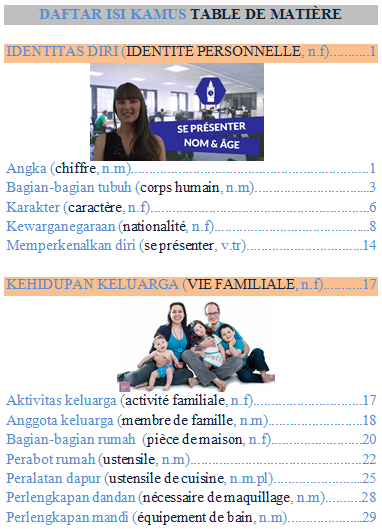 DAFTAR ISI KAMUS TABLE DE MATIÈRE
IDENTITAS DIRI (IDENTITE PERSONNELLE, n.f)..........1
SE PRÉSENTER
NOM & ÂGE
Angka (chiffre, n.m)..............................................................1
Bagian-bagian tubuh (corps humain, n.m).............................3
Karakter (caractère, n.f)........................................................6
Kewarganegaraan (nationalité, n.f).......................................8
Memperkenalkan diri (se présenter, v.tr).............................14
KEHIDUPAN KELUARGA (VIE FAMILIALE, n.f)..........17
Aktivitas keluarga (activité familiale, n.f)............................17
Anggota keluarga (membre de famille, n.m)........................18
Bagian-bagian rumah (pièce de maison, n.f).......................20
Perabot rumah (ustensile, n.m)............................................22
Peralatan dapur (ustensile de cuisine, n.m.pl).....................25
Perlengkapan dandan (nécessaire de maquillage, n.m).......28
Perlengkapan mandi (équipement de bain, n.m).................29